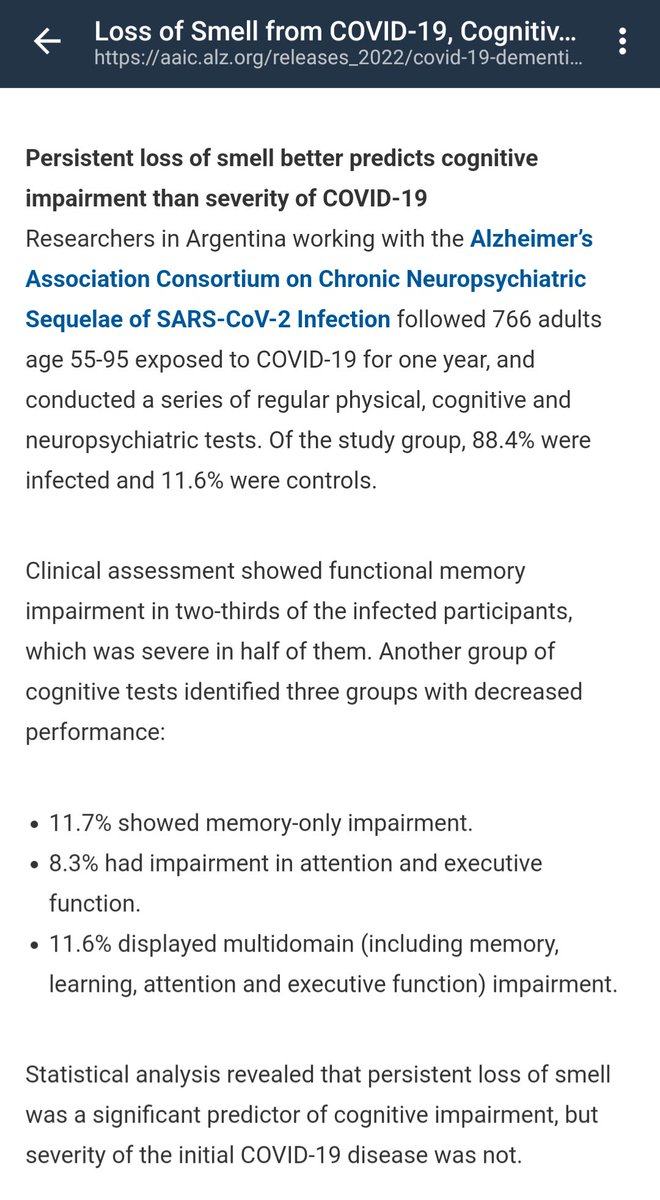 Loss of Smell from COVID-19, Cognitiv...
https://aaic.alz.org/releases_2022/covid-19-dementi...
Persistent loss of smell better predicts cognitive
impairment than severity of COVID-19
Researchers in Argentina working with the Alzheimer's
Association Consortium on Chronic Neuropsychiatric
Sequelae of SARS-CoV-2 Infection followed 766 adults
age 55-95 exposed to COVID-19 for one year, and
conducted a series of regular physical, cognitive and
neuropsychiatric tests. Of the study group, 88.4% were
infected and 11.6% were controls.
Clinical assessment showed functional memory
impairment in two-thirds of the infected participants,
which was severe in half of them. Another group of
cognitive tests identified three groups with decreased
performance:
• 11.7% showed memory-only impairment.
• 8.3% had impairment in attention and executive
function.
• 11.6% displayed multidomain (including memory,
learning, attention and executive function) impairment.
Statistical analysis revealed that persistent loss of smell
was a significant predictor of cognitive impairment, but
severity of the initial COVID-19 disease was not.